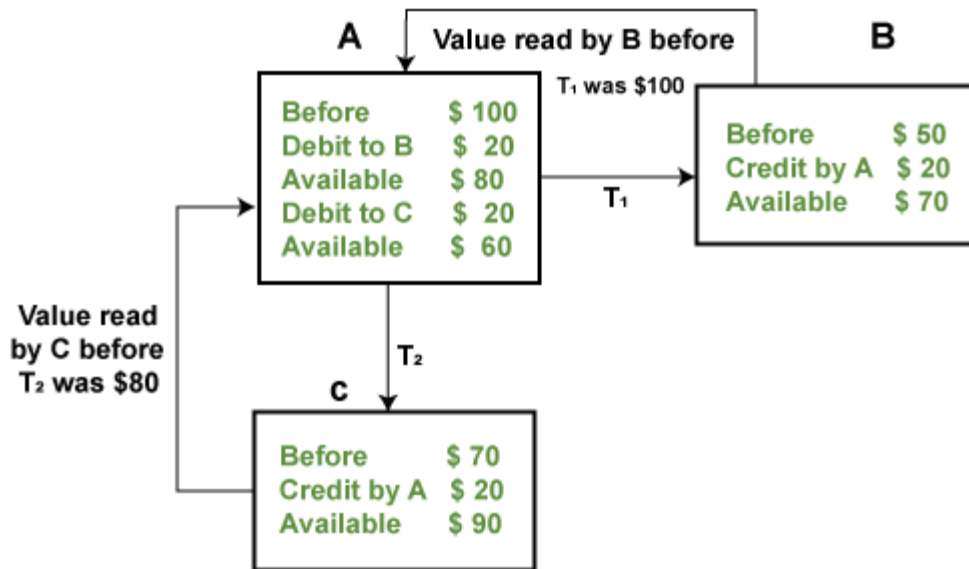 A
Value read by B before
B
T₁ was $100
Before $ 100
Debit to B $ 20
Available $ 80
Debit to C $ 20
Available $ 60
T₁
Before $ 50
Credit by A $ 20
Available $ 70
Value read
by C before
T₂ was $80
T₂
c
Before $ 70
Credit by A $ 20
Available $ 90